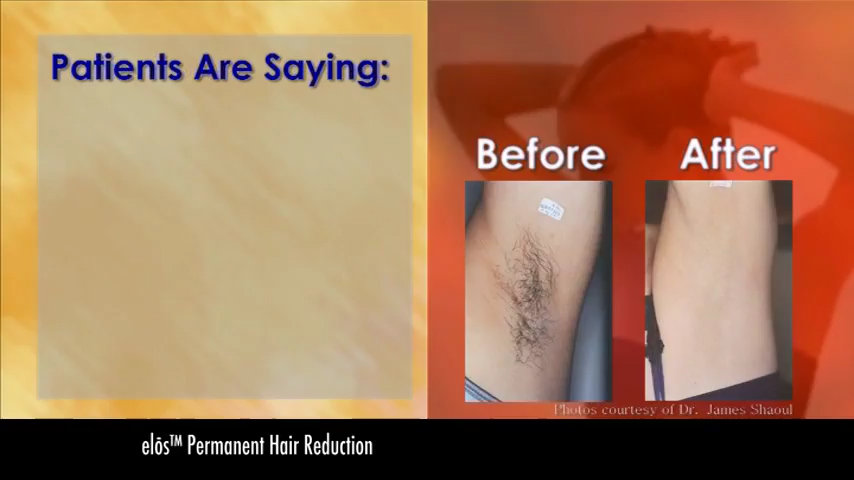 Patients Are Saying:
Before
After
Photos courtesy of Dr. James Shaoul
elōs™ Permanent Hair Reduction